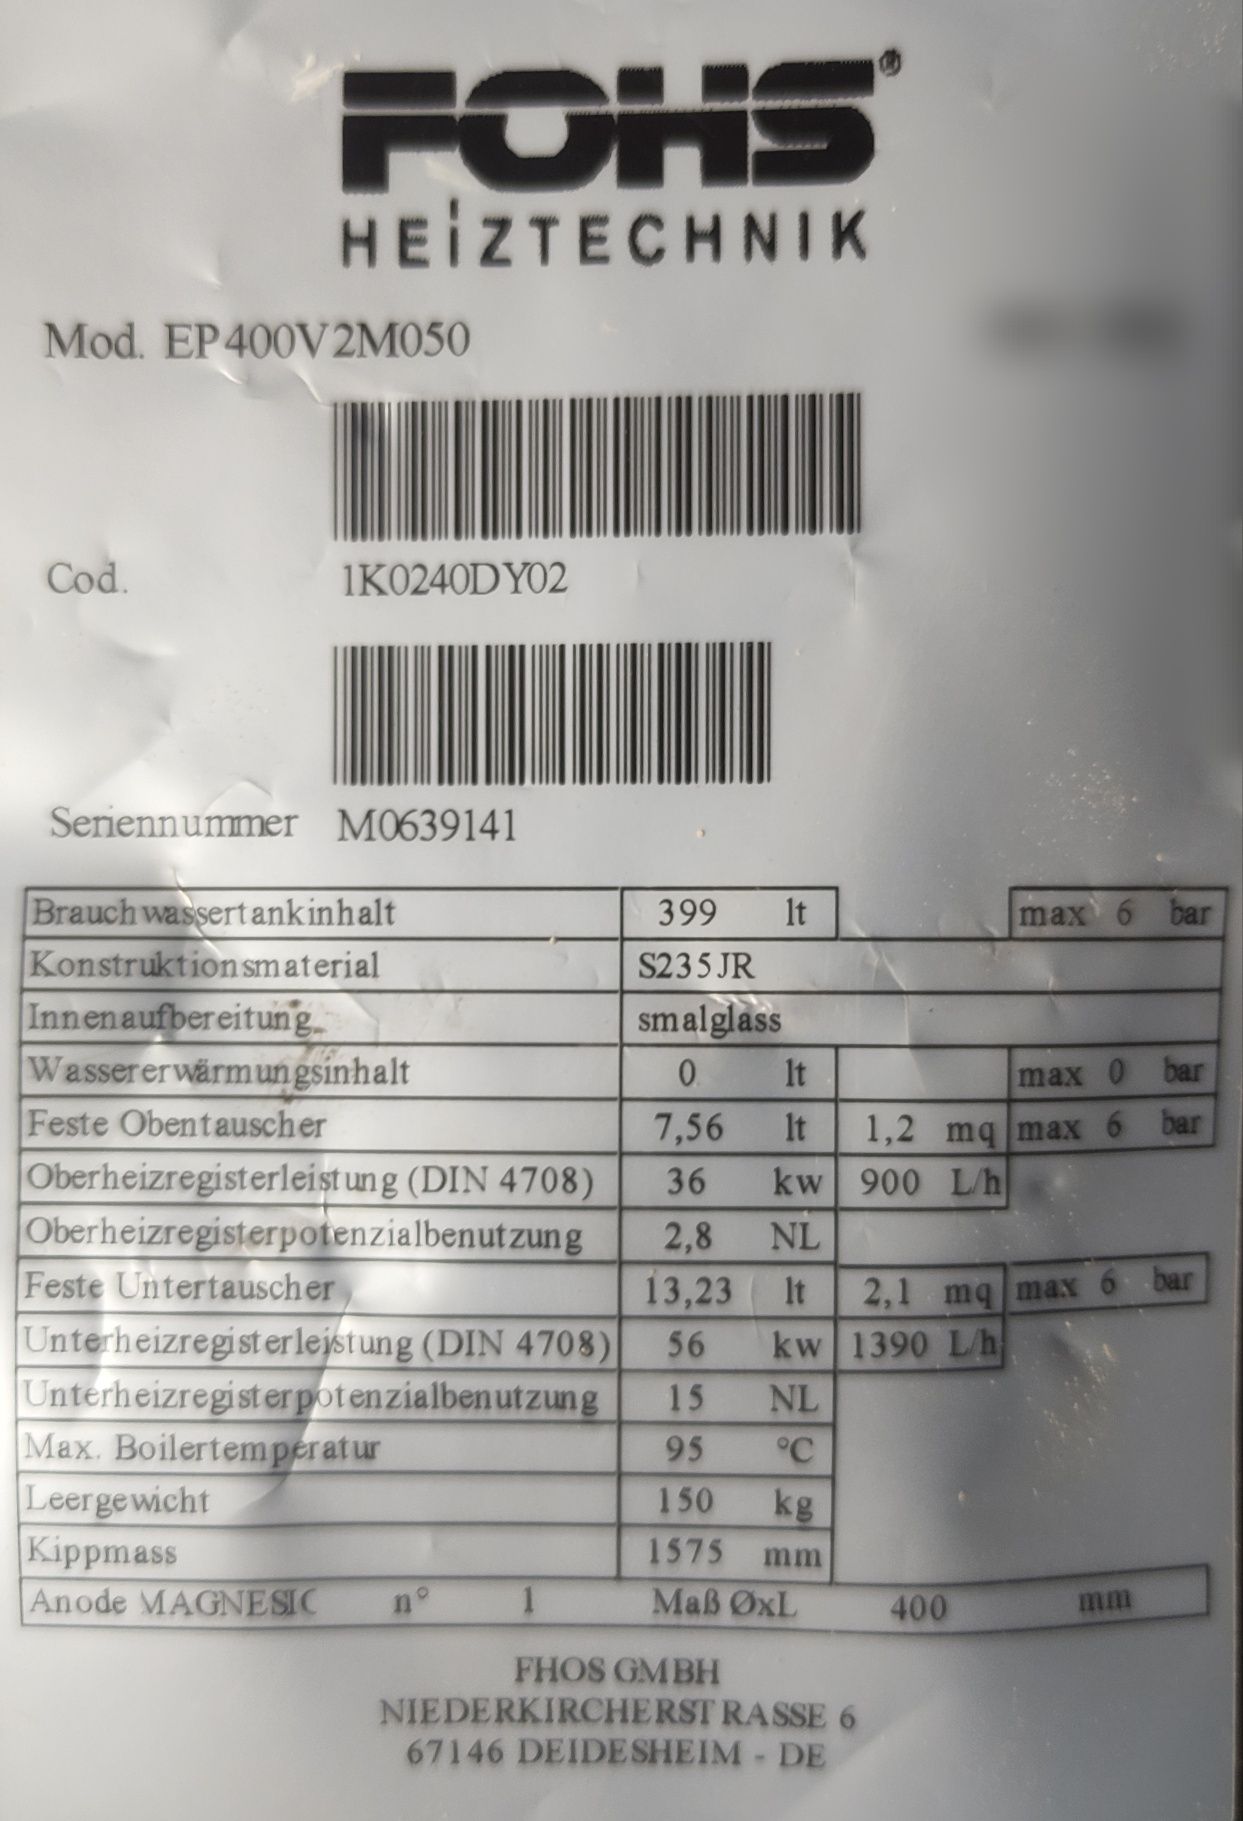 FOHS®
HEİZTECHNIK
Mod. EP400V2M050
Cod. 1K0240DY02
Seriennummer M0639141
Brauchwassertankinhalt 399 lt max 6 bar
Konstruktionsmaterial S235JR
Innenaufbereitung smalglass
Wassererwärmungsinhalt 0 lt max 0 bar
Feste Obentauscher 7,56 lt 1,2 mq max 6 bar
Oberheizregisterleistung (DIN 4708) 36 kw 900 L/h
Oberheizregisterpotenzialbenutzung 2,8 NL
Feste Untertauscher 13,23 lt 2,1 mq max 6 bar
Unterheizregisterleistung (DIN 4708) 56 kw 1390 L/h
Unterheizregisterpotenzialbenutzung 15 NL
Max. Boilertemperatur 95 °C
Leergewicht 150 kg
Kippmass 1575 mm
Anode MAGNESIC n° 1 Maß ØxL 400 mm
FHOS GMBH
NIEDERKIRCHERSTRASSE 6
67146 DEIDESHEIM - DE